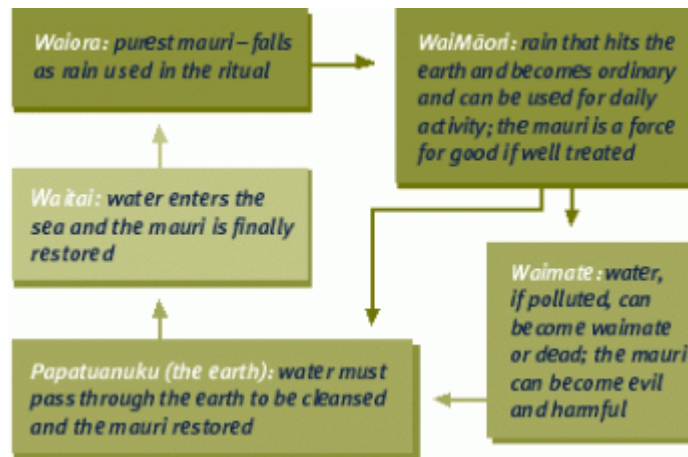 Waiora: purest mauri – falls
as rain used in the ritual
WaiMāori: rain that hits the
earth and becomes ordinary
and can be used for daily
activity; the mauri is a force
for good if well treated
Waitai: water enters the
sea and the mauri is finally
restored
Waimate: water,
if polluted, can
become waimate
or dead; the mauri
can become evil
and harmful
Papatuanuku (the earth): water must
pass through the earth to be cleansed
and the mauri restored